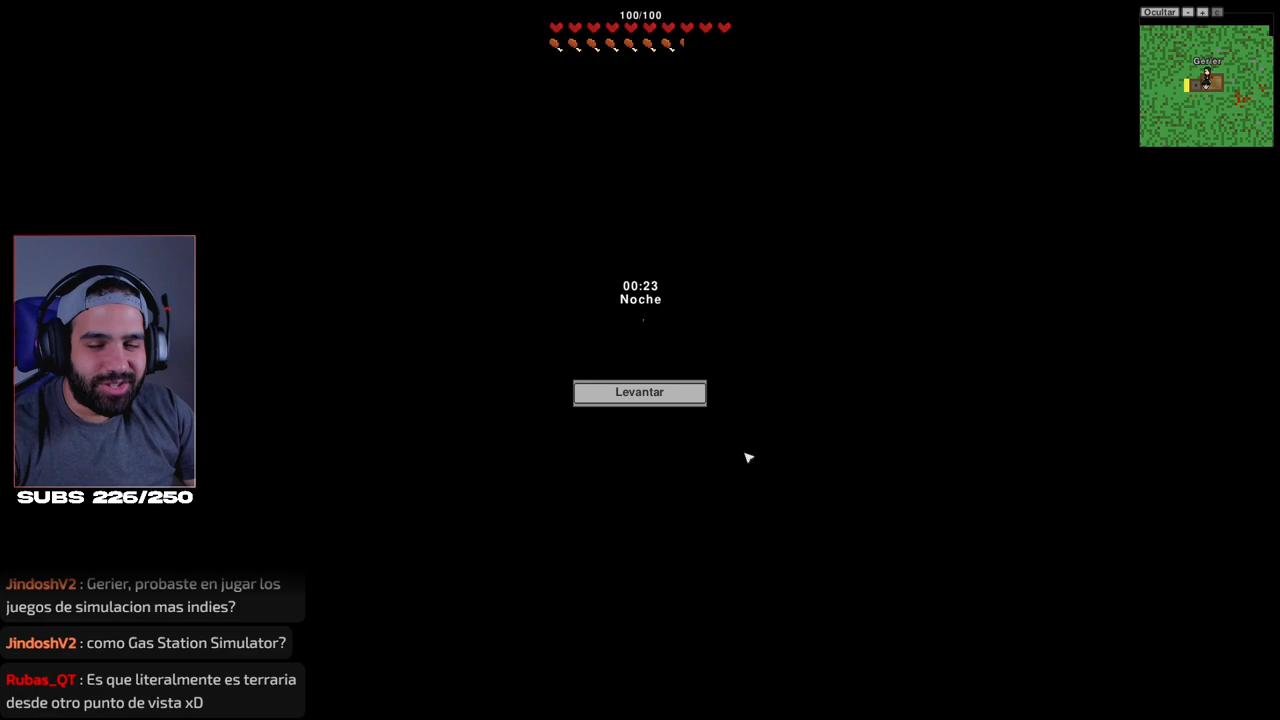 100/100
Ocultar - +
Gerier
00:23
Noche
Levantar
SUBS 226/250
JindoshV2 : Gerier, probaste en jugar los
juegos de simulacion mas indies?
JindoshV2 : como Gas Station Simulator?
Rubas_QT : Es que literalmente es terraria
desde otro punto de vista xD